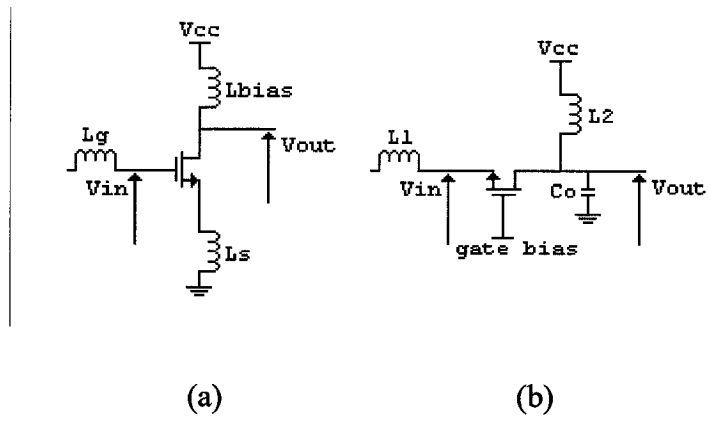 Vcc
Lbias
Lg
Vout
Vin
Ls
(a)
Vcc
L2
L1
Vin
Co
Vout
gate bias
(b)